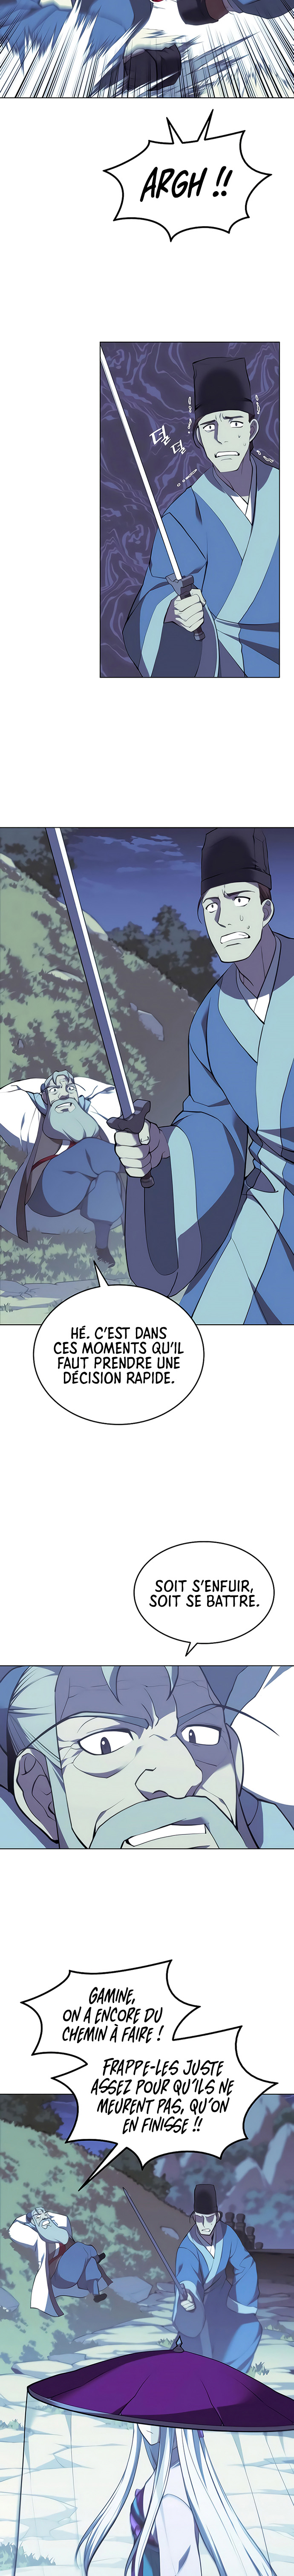 ARGH !!
덜
덜
HÉ. C'EST DANS
CES MOMENTS QU'IL
FAUT PRENDRE UNE
DÉCISION RAPIDE.
SOIT S'ENFUIR,
SOIT SE BATTRE.
GAMINE,
ON A ENCORE DU
CHEMIN À FAIRE !
FRAPPE-LES JUSTE
ASSEZ POUR QU'ILS NE
MEURENT PAS, QU'ON
EN FINISSE !!